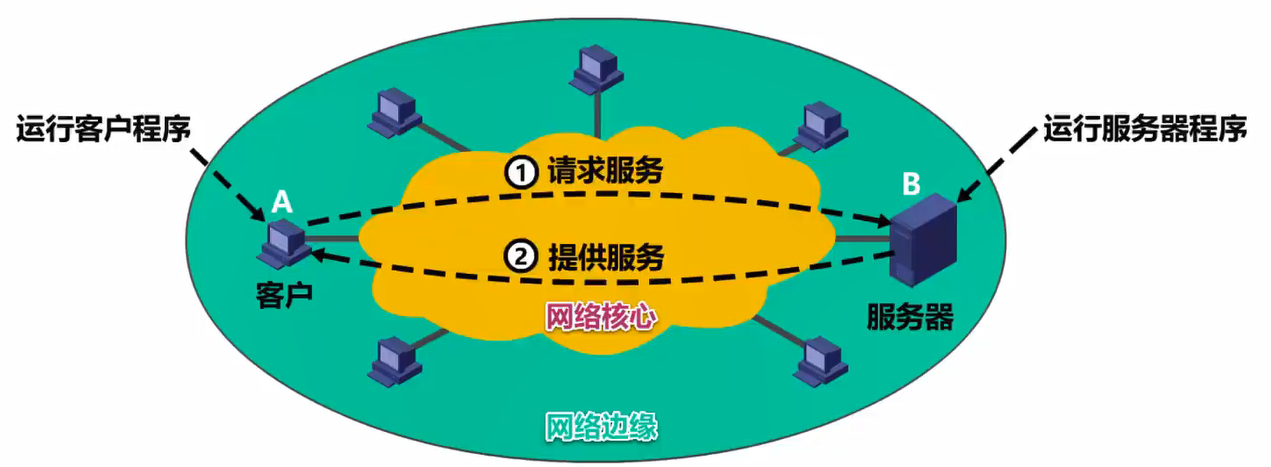 运行客户程序
运行服务器程序
① 请求服务
A
B
② 提供服务
客户
服务器
网络核心
网络边缘